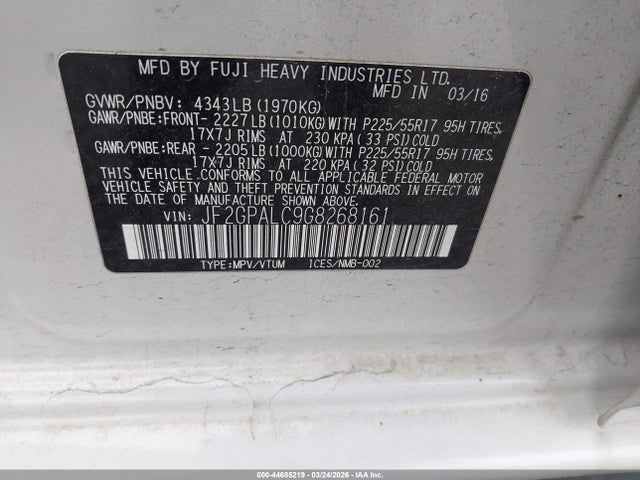 MFD BY FUJI HEAVY INDUSTRIES LTD.
MFD IN 03/16
GVWR/PNBV: 4343LB(1970KG)
GAWR/PNBE:FRONT- 2227LB(1010KG)WITH P225/55R17 95H TIRES,
17X7J RIMS AT 230 KPA(33 PSI)COLD
GAWR/PNBE:REAR - 2205LB(1000KG)WITH P225/55R17 95H TIRES,
17X7J RIMS AT 220 KPA(32 PSI)COLD
THIS VEHICLE CONFORMS TO ALL APPLICABLE FEDERAL MOTOR
VEHICLE SAFETY AND THEFT PREVENTION STANDARDS IN EFFECT ON
THE DATE OF MANUFACTURE SHOWN ABOVE.
VIN: JF2GPALC9G8268161
TYPE:MPV/VTUM ICES/NMB-002
000-44685219 - 03/24/2026 - IAAI.COM